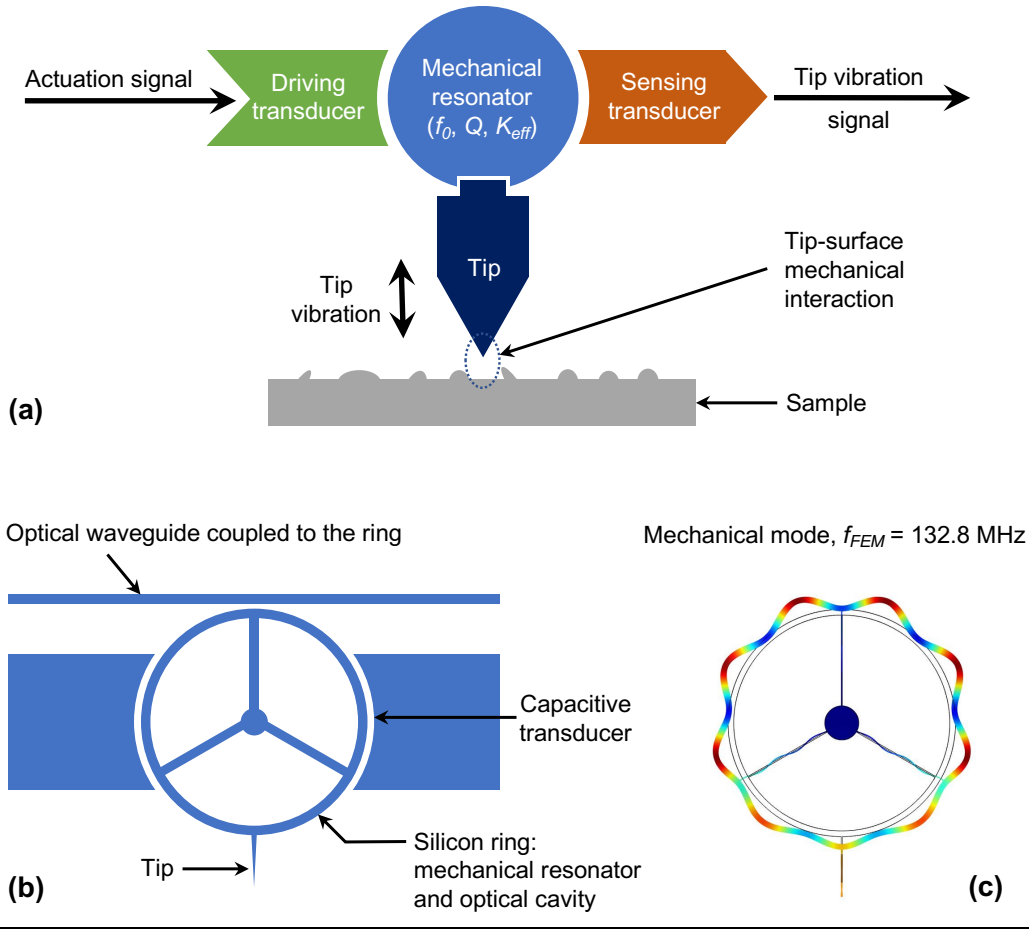 Actuation signal
Driving
transducer
Mechanical
resonator
(f0, Q, Keff)
Sensing
transducer
Tip vibration
signal
Tip
Tip
vibration
Tip-surface
mechanical
interaction
Sample
(a)
Optical waveguide coupled to the ring
Capacitive
transducer
Silicon ring:
mechanical resonator
and optical cavity
Tip
(b)
Mechanical mode, fFEM = 132.8 MHz
(c)